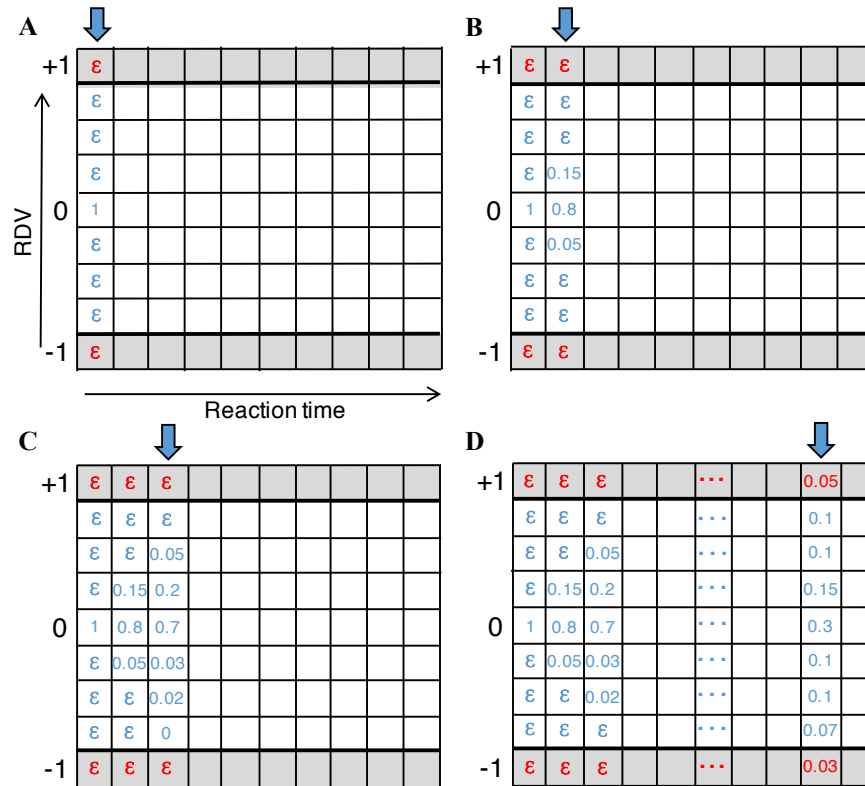 A
+1 ε
ε
ε
ε
0 1
ε
ε
ε
-1 ε
RDV
Reaction time
B
+1 ε ε
ε ε
ε ε
ε 0.15
0 1 0.8
ε 0.05
ε ε
ε ε
-1 ε ε
C
+1 ε ε ε
ε ε ε
ε ε 0.05
ε 0.15 0.2
0 1 0.8 0.7
ε 0.05 0.03
ε ε 0.02
ε ε 0
-1 ε ε ε
D
+1 ε ε ε ... 0.05
ε ε ε ... 0.1
ε ε 0.05 ... 0.1
ε 0.15 0.2 ... 0.15
0 1 0.8 0.7 ... 0.3
ε 0.05 0.03 ... 0.1
ε ε 0.02 ... 0.1
ε ε ε ... 0.07
-1 ε ε ε ... 0.03